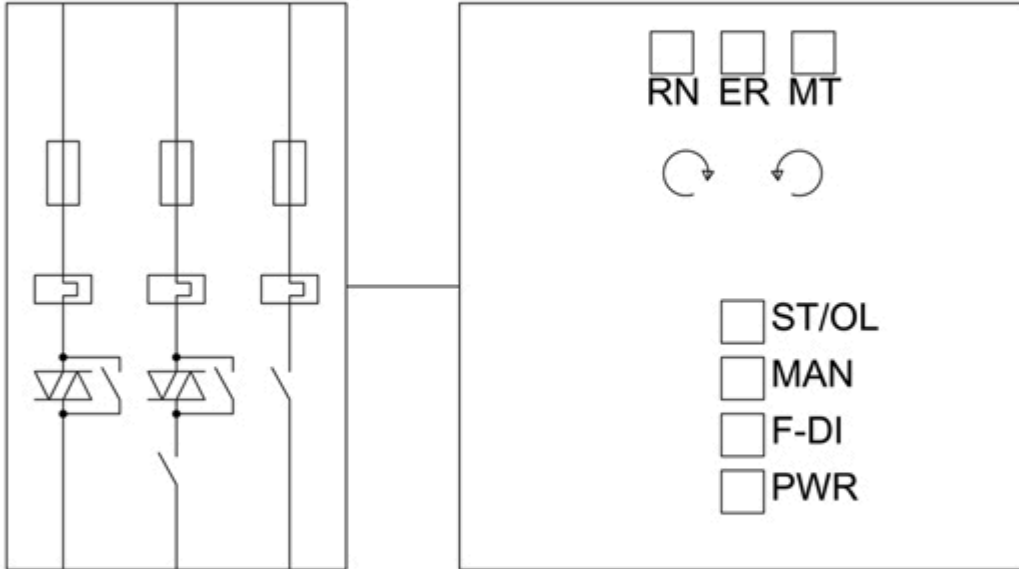 RN ER MT
ST/OL
MAN
F-DI
PWR